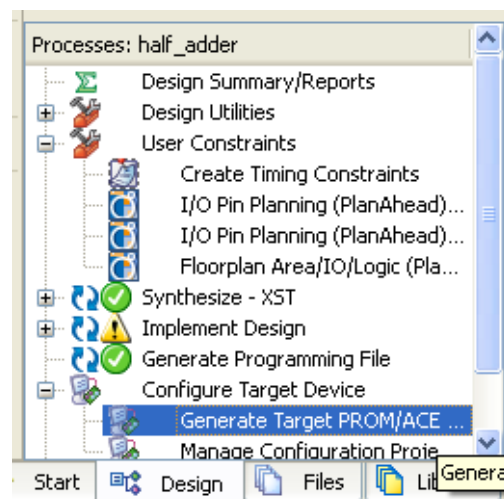 Processes: half_adder
Design Summary/Reports
Design Utilities
User Constraints
Create Timing Constraints
I/O Pin Planning (PlanAhead)...
I/O Pin Planning (PlanAhead)...
Floorplan Area/IO/Logic (Pla...
Synthesize - XST
Implement Design
Generate Programming File
Configure Target Device
Generate Target PROM/ACE ...
Manage Configuration Proje
Start Design Files Li Genera